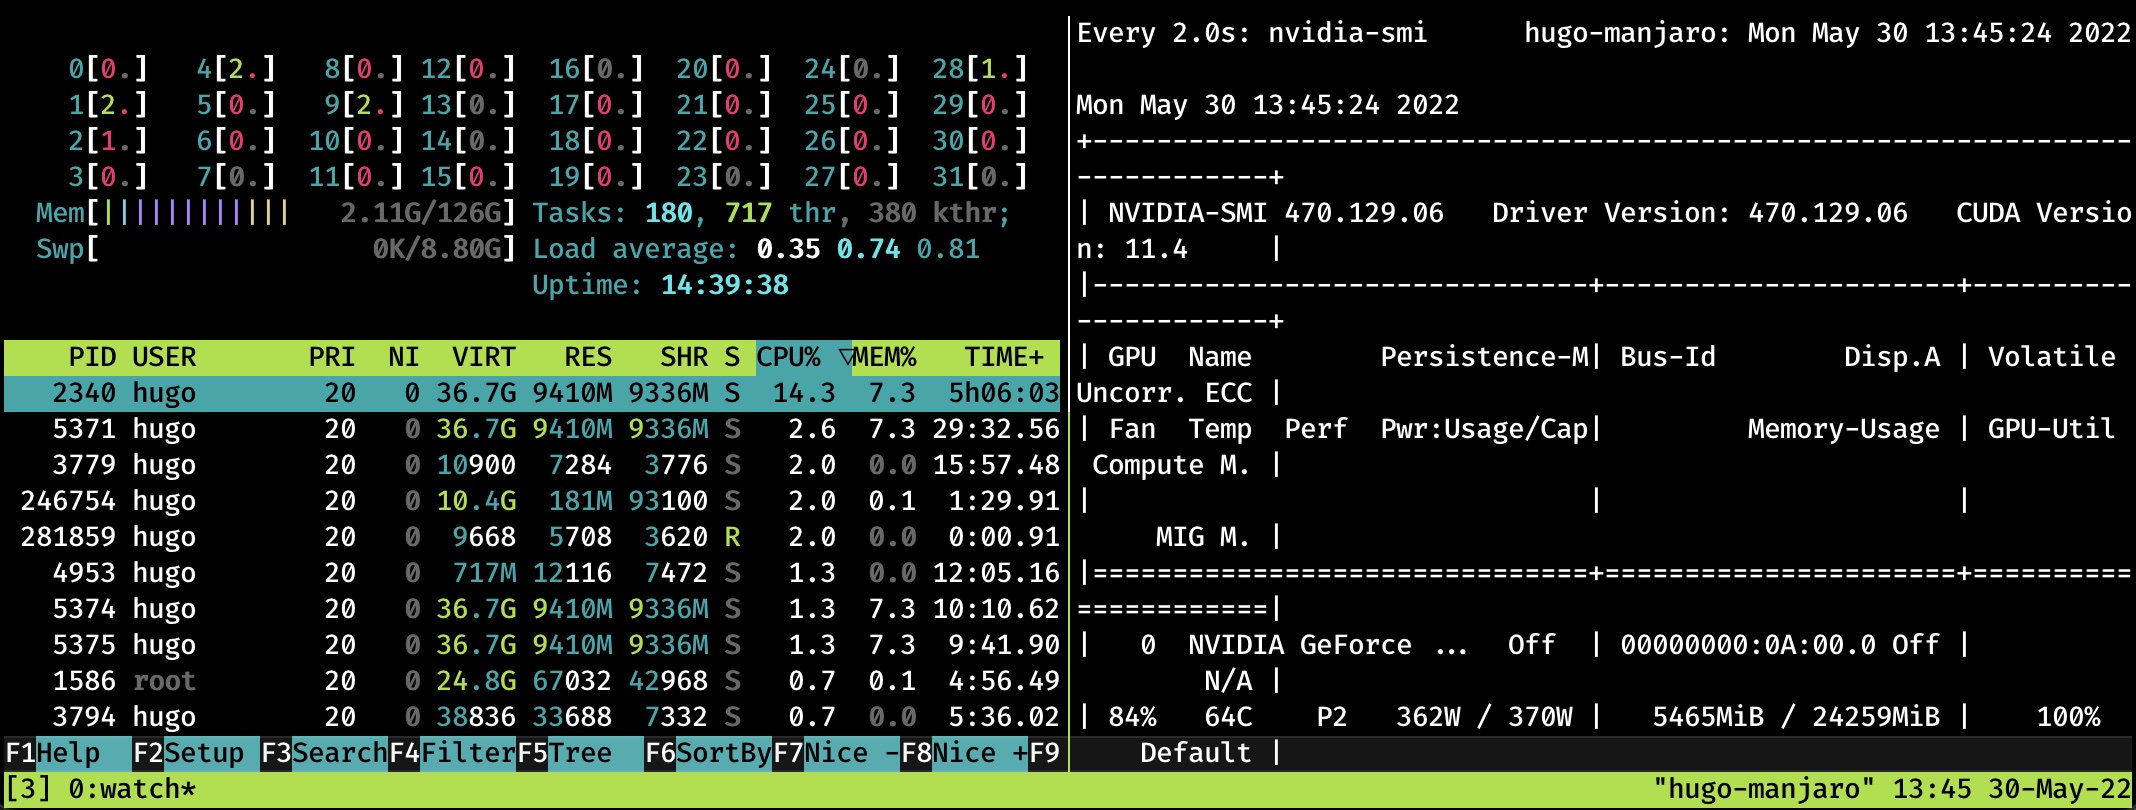 0[0.] 4[2.] 8[0.] 12[0.] 16[0.] 20[0.] 24[0.] 28[1.]
1[2.] 5[0.] 9[2.] 13[0.] 17[0.] 21[0.] 25[0.] 29[0.]
2[1.] 6[0.] 10[0.] 14[0.] 18[0.] 22[0.] 26[0.] 30[0.]
3[0.] 7[0.] 11[0.] 15[0.] 19[0.] 23[0.] 27[0.] 31[0.]
Mem[|||||||||||| 2.11G/126G] Tasks: 180, 717 thr, 380 kthr;
Swp[ 0K/8.80G] Load average: 0.35 0.74 0.81
Uptime: 14:39:38
PID USER PRI NI VIRT RES SHR S CPU% ▽MEM% TIME+
2340 hugo 20 0 36.7G 9410M 9336M S 14.3 7.3 5h06:03
5371 hugo 20 0 36.7G 9410M 9336M S 2.6 7.3 29:32.56
3779 hugo 20 0 10900 7284 3776 S 2.0 0.0 15:57.48
246754 hugo 20 0 10.4G 181M 93100 S 2.0 0.1 1:29.91
281859 hugo 20 0 9668 5708 3620 R 2.0 0.0 0:00.91
4953 hugo 20 0 717M 12116 7472 S 1.3 0.0 12:05.16
5374 hugo 20 0 36.7G 9410M 9336M S 1.3 7.3 10:10.62
5375 hugo 20 0 36.7G 9410M 9336M S 1.3 7.3 9:41.90
1586 root 20 0 24.8G 67032 42968 S 0.7 0.1 4:56.49
3794 hugo 20 0 38836 33688 7332 S 0.7 0.0 5:36.02
F1Help F2Setup F3SearchF4FilterF5Tree F6SortByF7Nice -F8Nice +F9
Every 2.0s: nvidia-smi hugo-manjaro: Mon May 30 13:45:24 2022
Mon May 30 13:45:24 2022
+-----------------------------------------------------------------
------------+
| NVIDIA-SMI 470.129.06 Driver Version: 470.129.06 CUDA Versio
n: 11.4 |
|-------------------------------+----------------------+----------
------------+
| GPU Name Persistence-M| Bus-Id Disp.A | Volatile
Uncorr. ECC |
| Fan Temp Perf Pwr:Usage/Cap| Memory-Usage | GPU-Util
Compute M. |
| | |
MIG M. |
|===============================+======================+==========
============|
| 0 NVIDIA GeForce ... Off | 00000000:0A:00.0 Off |
N/A |
| 84% 64C P2 362W / 370W | 5465MiB / 24259MiB | 100%
Default |
[3] 0:watch* "hugo-manjaro" 13:45 30-May-22